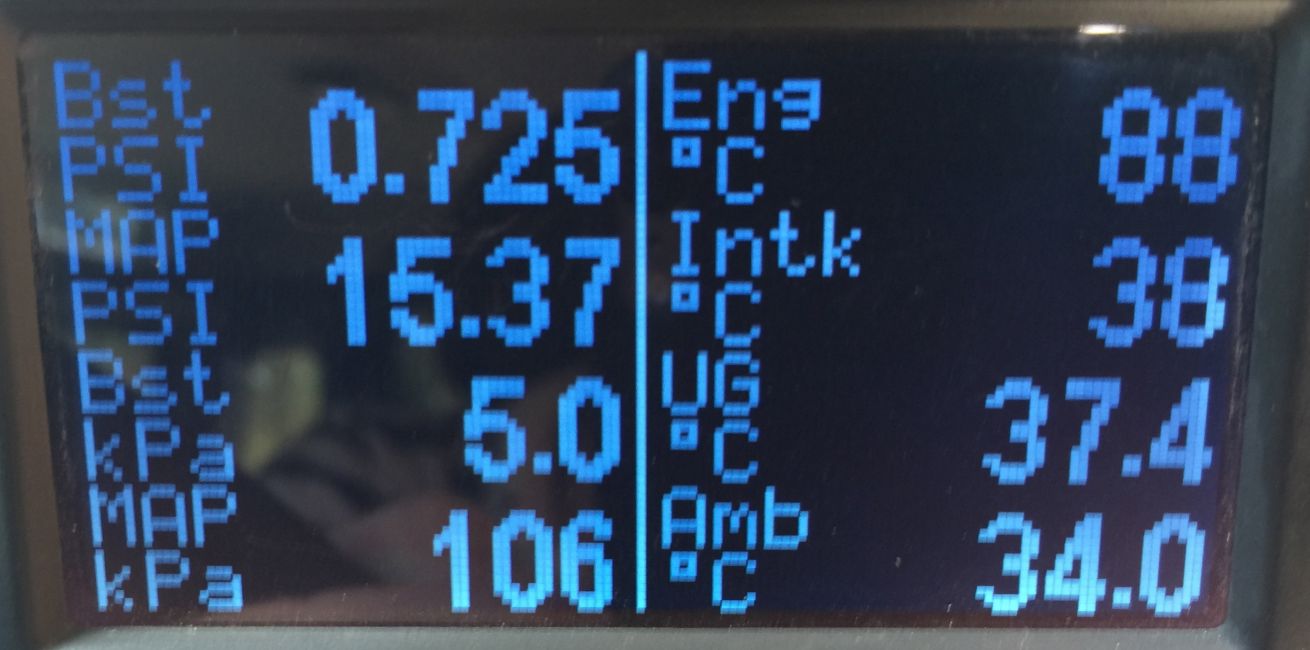 Bst
PSI 0.725
MAP
PSI 15.37
Bst
kPa 5.0
MAP
kPa 106
Eng
°C 88
Intk
°C 38
UG
°C 37.4
Amb
°C 34.0